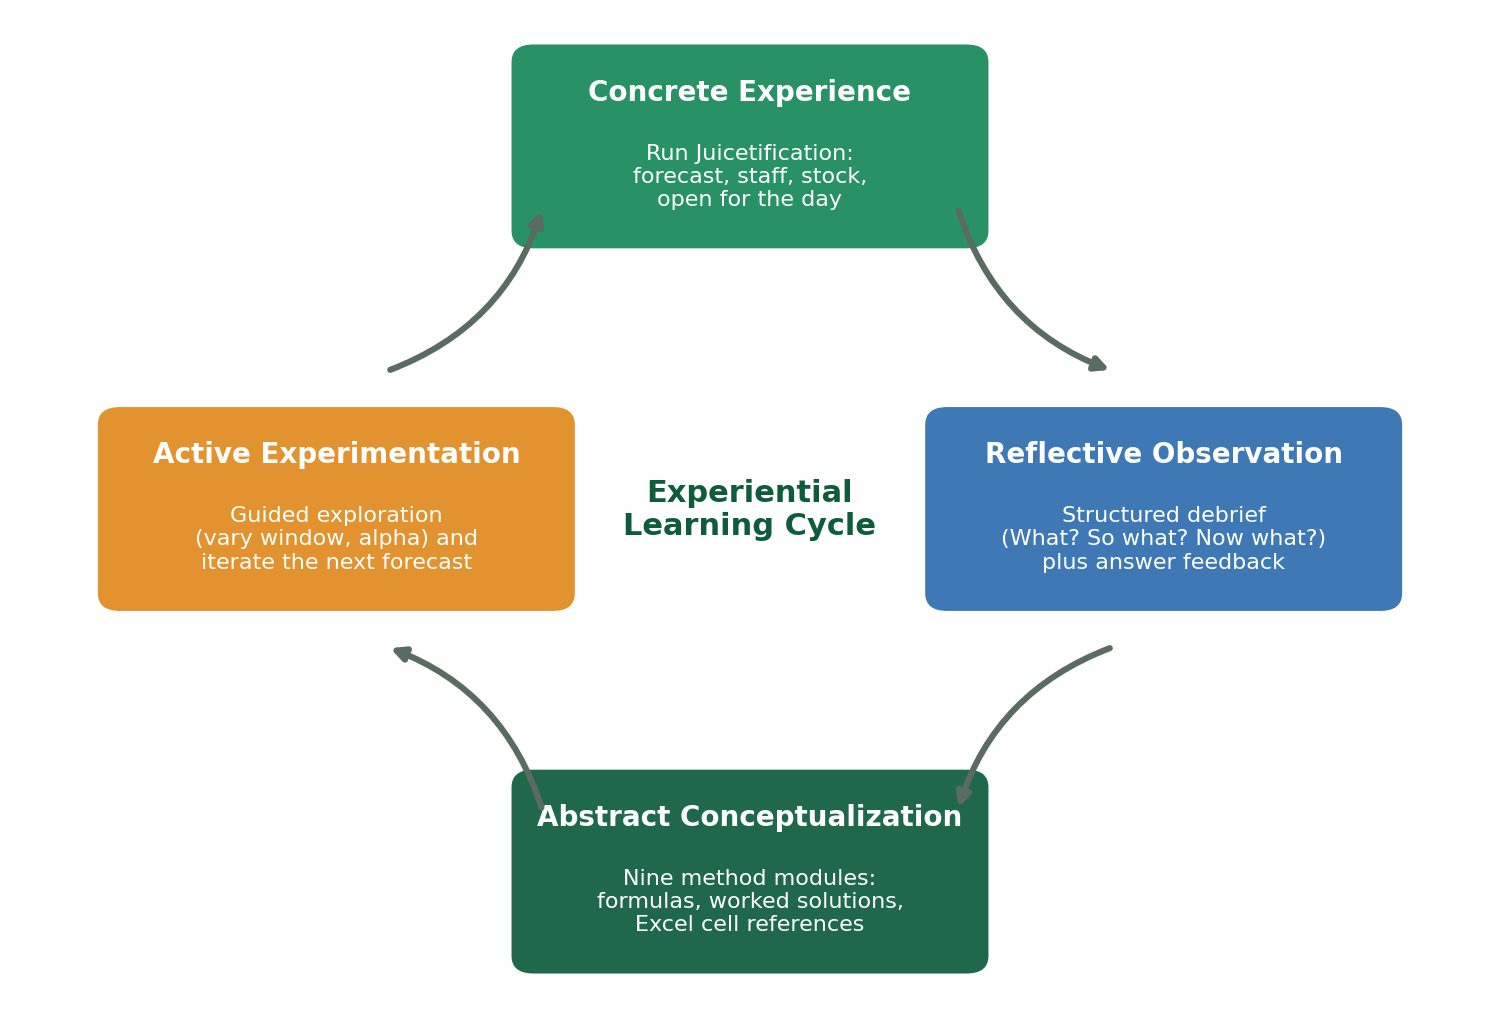 Concrete Experience
Run Juicetification:
forecast, staff, stock,
open for the day
Active Experimentation
Guided exploration
(vary window, alpha) and
iterate the next forecast
Experiential
Learning Cycle
Reflective Observation
Structured debrief
(What? So what? Now what?)
plus answer feedback
Abstract Conceptualization
Nine method modules:
formulas, worked solutions,
Excel cell references